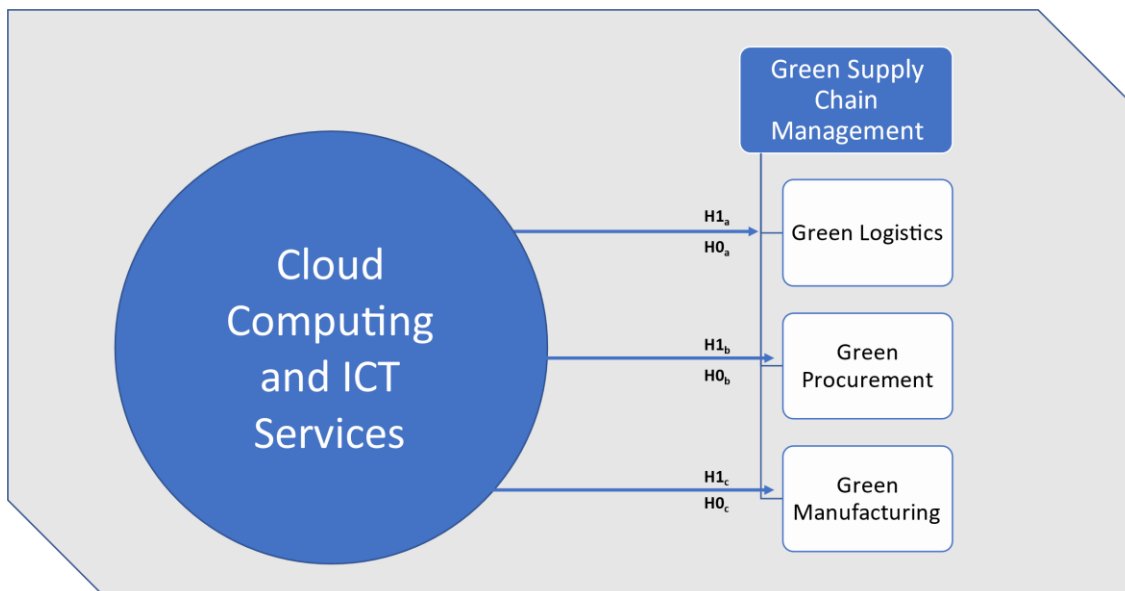 Green Supply
Chain
Management
Cloud
Computing
and ICT
Services
H1a
H0a
Green Logistics
H1b
H0b
Green
Procurement
H1c
H0c
Green
Manufacturing